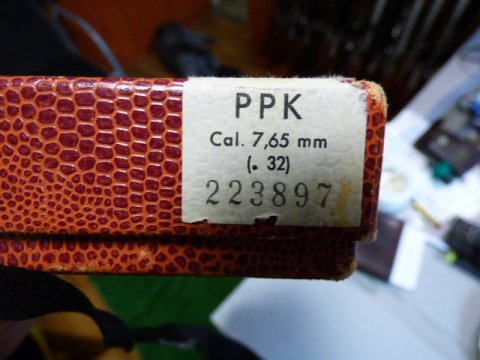 PPK
Cal. 7,65 mm
(. 32)
223897